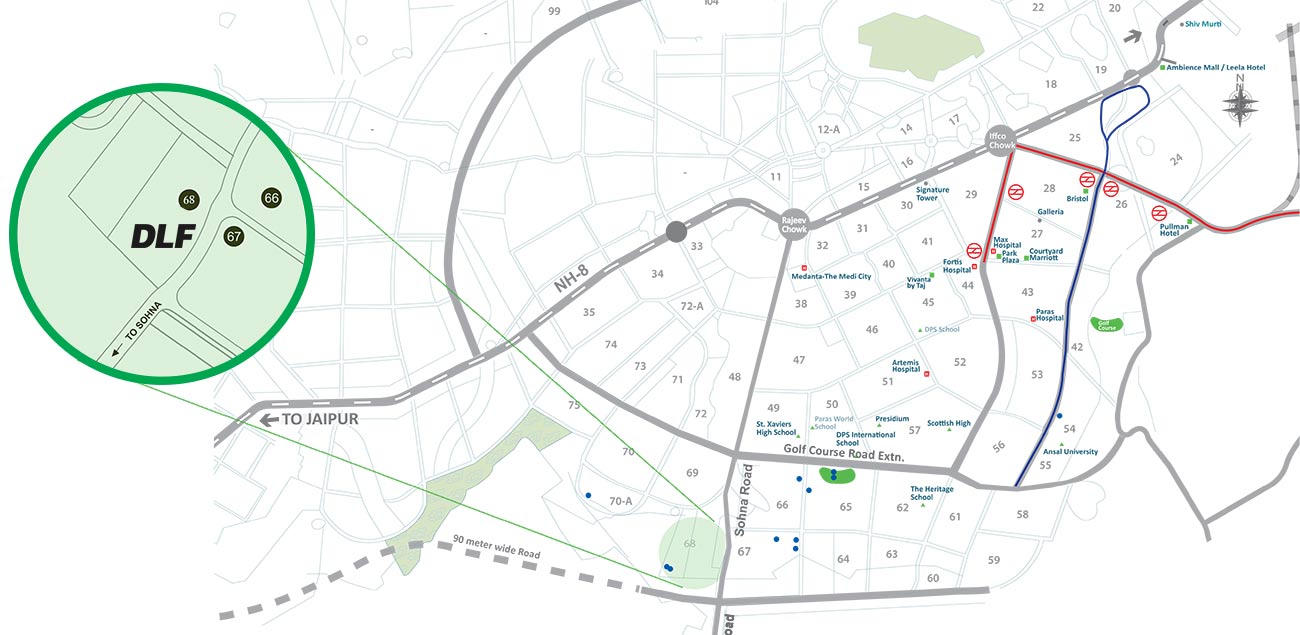 99
104
22
20
Shiv Murti
19
Ambience Mall / Leela Hotel
18
N
12-A
14
17
Iffco
Chowk
25
24
16
11
15
Signature
Tower
29
28
Bristol
26
30
Galleria
27
Pullman
Hotel
Rajeev
Chowk
31
32
33
41
Max
Hospital
Park
Plaza
Courtyard
Marriott
Fortis
Hospital
40
34
NH-8
Medanta-The Medi City
Vivanta
by Taj
44
43
38
39
45
35
72-A
Paras
Hospital
Golf
Course
46
DPS School
74
42
73
47
52
Artemis
Hospital
53
71
48
51
75
72
49
50
St. Xaviers
High School
Paras World
School
Presidium
DPS International
School
57
Scottish High
54
TO JAIPUR
56
Ansal University
70
Golf Course Road Extn.
55
69
Sohna Road
70-A
66
65
The Heritage
School
62
61
58
68
67
90 meter wide Road
64
63
59
60
oad
68
66
67
DLF
TO SOHNA